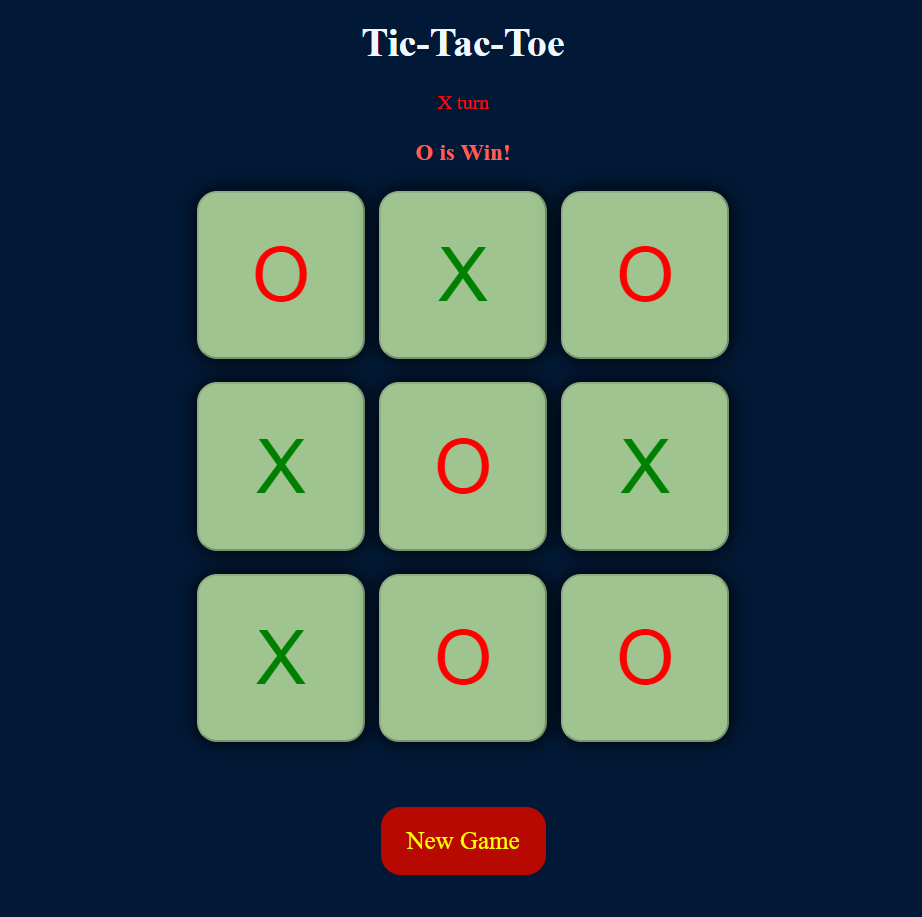 Tic-Tac-Toe
X turn
O is Win!
O X O
X O X
X O O
New Game